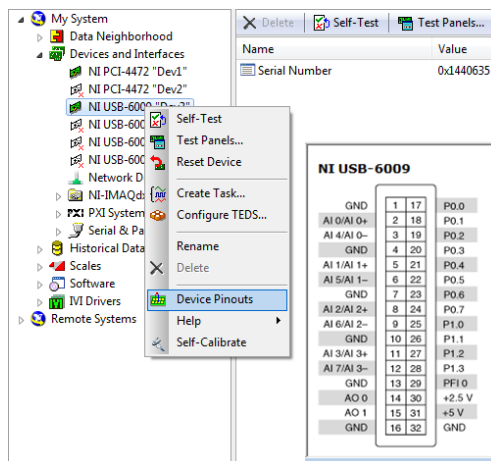 My System
Data Neighborhood
Devices and Interfaces
NI PCI-4472 "Dev1"
NI PCI-4472 "Dev2"
NI USB-6009 "Dev3"
NI USB-600
NI USB-600
NI USB-600
Network D
NI-IMAQdx
PXI PXI System
Serial & Pa
Historical Data
Scales
Software
IVI Drivers
Remote Systems
Self-Test
Test Panels...
Reset Device
Create Task...
Configure TEDS...
Rename
Delete
Device Pinouts
Help
Self-Calibrate
Delete Self-Test Test Panels...
Name Value
Serial Number 0x1440635
NI USB-6009
GND 1 17 P0.0
AI 0/AI 0+ 2 18 P0.1
AI 4/AI 0– 3 19 P0.2
GND 4 20 P0.3
AI 1/AI 1+ 5 21 P0.4
AI 5/AI 1– 6 22 P0.5
GND 7 23 P0.6
AI 2/AI 2+ 8 24 P0.7
AI 6/AI 2– 9 25 P1.0
GND 10 26 P1.1
AI 3/AI 3+ 11 27 P1.2
AI 7/AI 3– 12 28 P1.3
GND 13 29 PFI 0
AO 0 14 30 +2.5 V
AO 1 15 31 +5 V
GND 16 32 GND